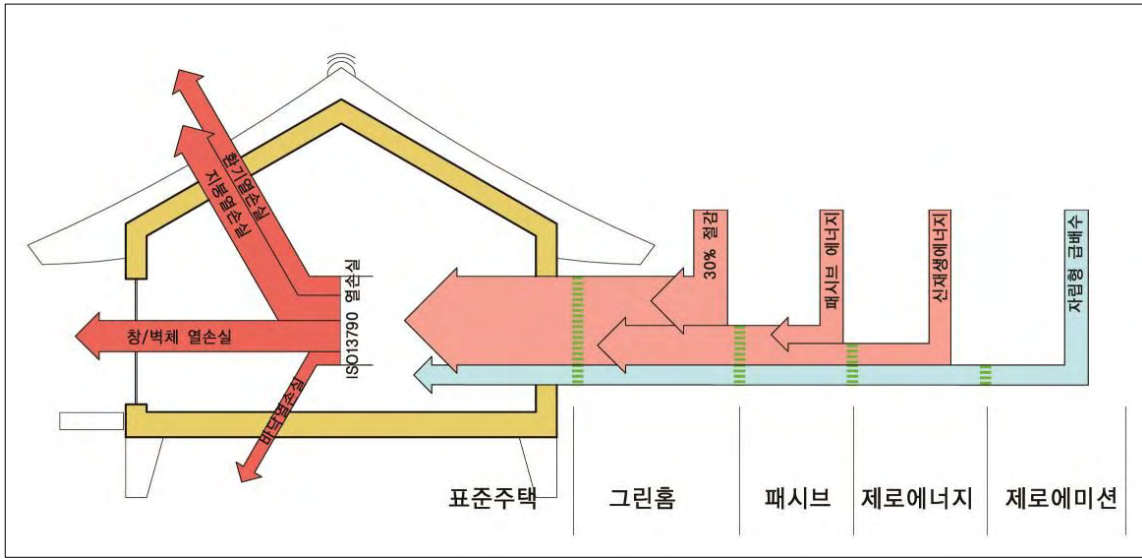 환기열손실
지붕열손실
창/벽체 열손실
바닥열손실
ISO13790 열손실
30% 절감
패시브 에너지
신재생에너지
자립형 급배수
표준주택
그린홈
패시브
제로에너지
제로에미션